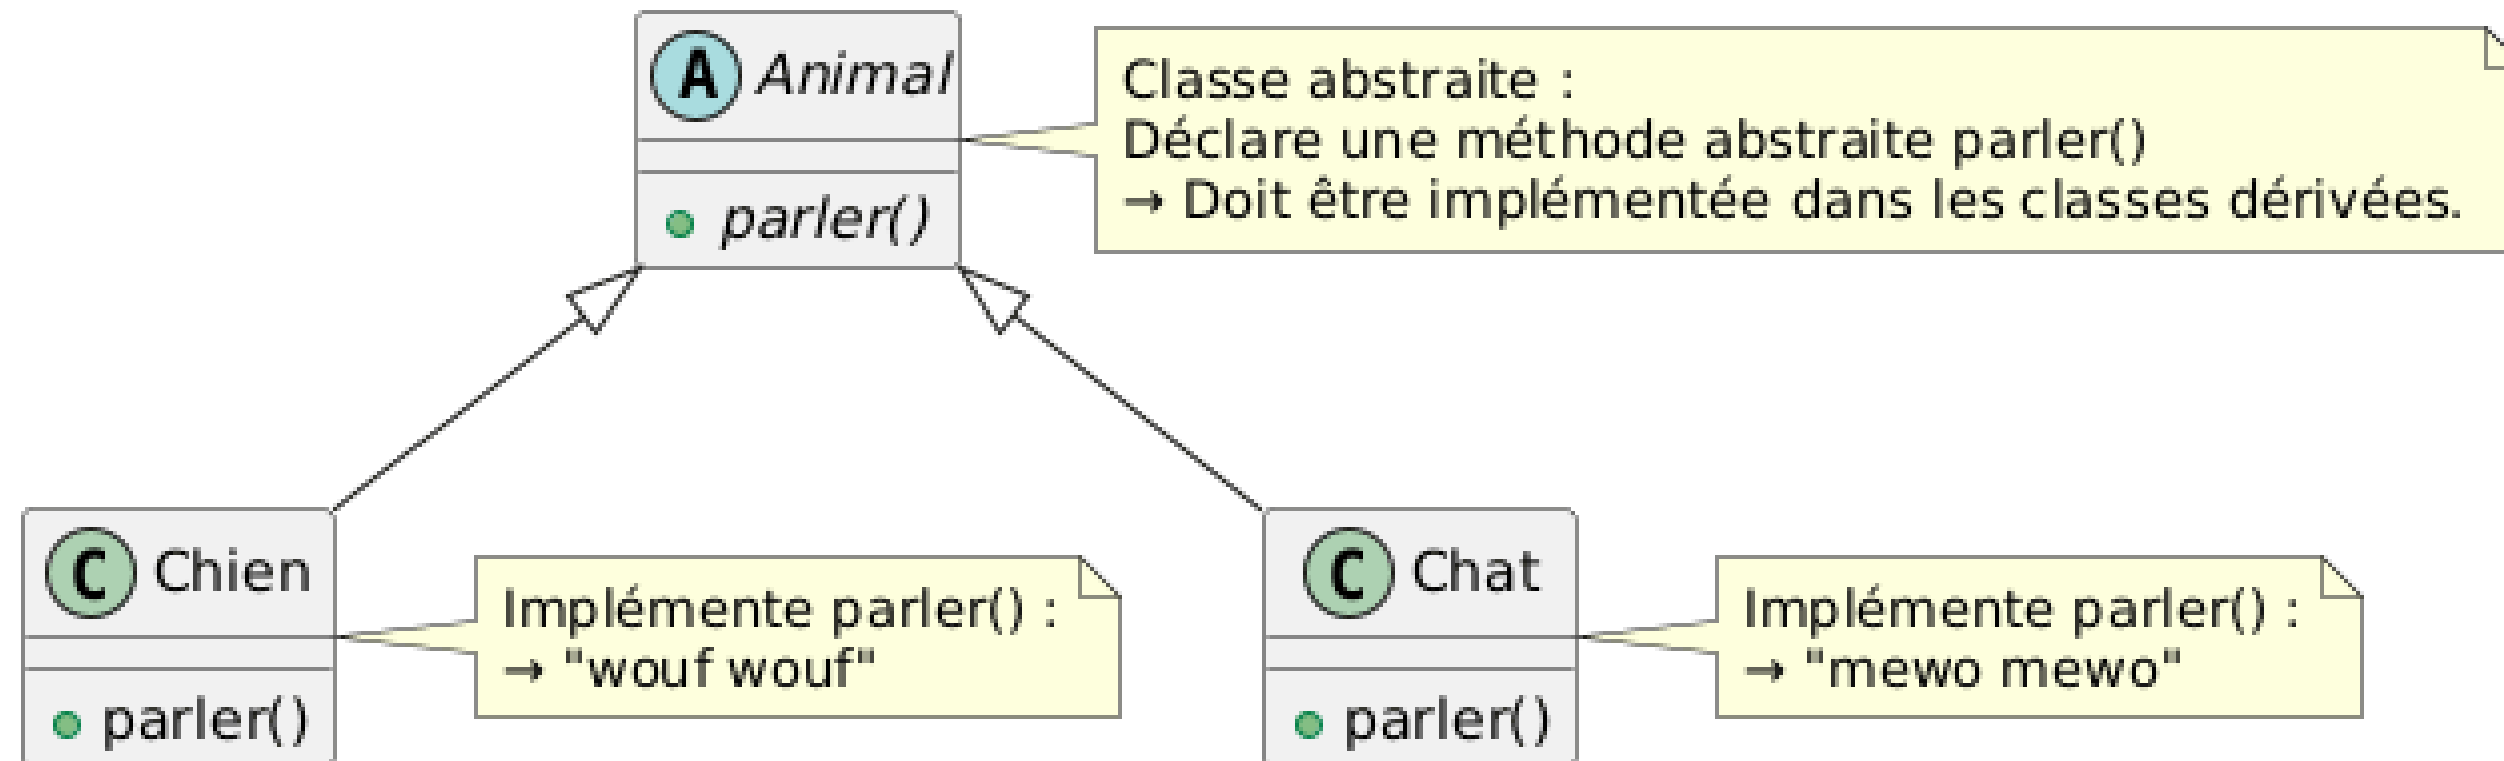 A Animal
parler()
Classe abstraite :
Déclare une méthode abstraite parler()
→ Doit être implémentée dans les classes dérivées.
C Chien
parler()
Implémente parler() :
→ "wouf wouf"
C Chat
parler()
Implémente parler() :
→ "mewo mewo"